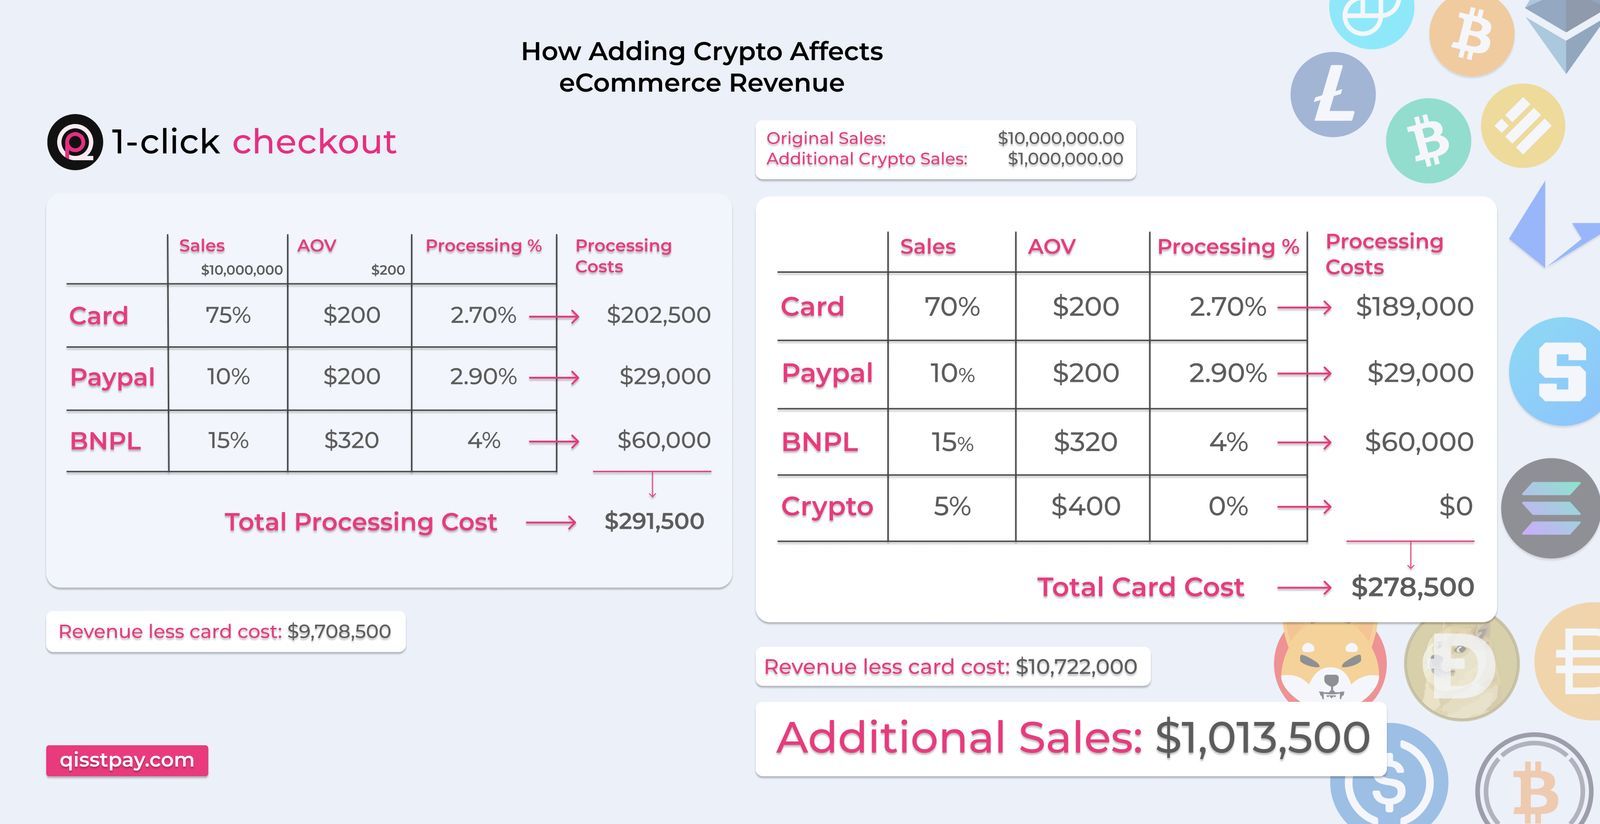 How Adding Crypto Affects
eCommerce Revenue
1-click checkout
Sales AOV Processing % Processing
Costs
$10,000,000 $200
Card 75% $200 2.70% $202,500
Paypal 10% $200 2.90% $29,000
BNPL 15% $320 4% $60,000
Total Processing Cost $291,500
Revenue less card cost: $9,708,500
qisstpay.com
Original Sales: $10,000,000.00
Additional Crypto Sales: $1,000,000.00
Sales AOV Processing % Processing
Costs
Card 70% $200 2.70% $189,000
Paypal 10% $200 2.90% $29,000
BNPL 15% $320 4% $60,000
Crypto 5% $400 0% $0
Total Card Cost $278,500
Revenue less card cost: $10,722,000
Additional Sales: $1,013,500